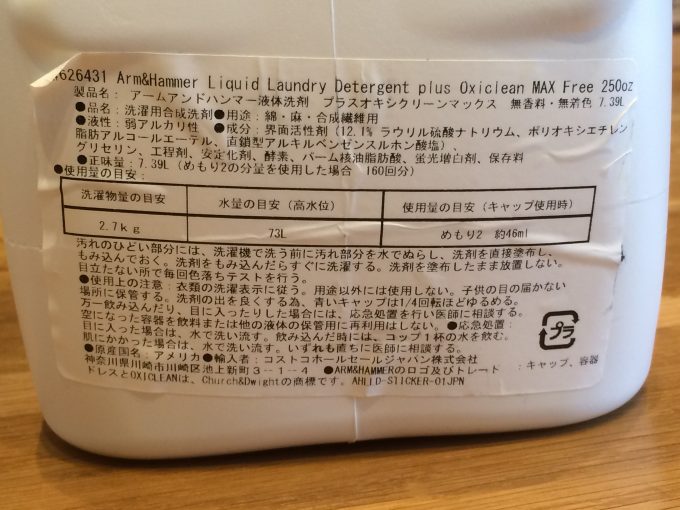 626431 Arm&Hammer Liquid Laundry Detergent plus Oxiclean MAX Free 250oz
製品名: アームアンドハンマー液体洗剤 プラスオキシクリーンマックス 無香料・無着色 7.39L
●品名:洗濯用合成洗剤●用途:綿・麻・合成繊維用
●液性:弱アルカリ性 ●成分:界面活性剤(12.1% ラウリル硫酸ナトリウム、ポリオキシエチレン
脂肪アルコールエーテル、直鎖型アルキルベンゼンスルホン酸塩)、
グリセリン、工程剤、安定化剤、酵素、パーム核油脂肪酸、蛍光増白剤、保存料
●正味量:7.39L(めもり2の分量を使用した場合 160回分)
●使用量の目安:
洗濯物量の目安 水量の目安(高水位) 使用量の目安(キャップ使用時)
2.7kg 73L めもり2 約46ml
汚れのひどい部分には、洗濯機で洗う前に汚れ部分を水でぬらし、洗剤を直接塗布し、
もみ込んでおく。洗剤をもみ込んだらすぐに洗濯する。洗剤を塗布したまま放置しない。
目立たない所で毎回色落ちテストを行う。
●使用上の注意:衣類の洗濯表示に従う。用途以外には使用しない。子供の目の届かない
場所に保管する。洗剤の出を良くする為、青いキャップは1/4回転ほどゆるめる。
万一飲み込んだり、目に入ったりした場合には、応急処置を行い医師に相談する。
空になった容器を飲料または他の液体の保管用に再利用はしない。●応急処置:
目に入った場合は、水で洗い流す。飲み込んだ時には、コップ1杯の水を飲む。
肌にかかった場合は、水で洗い流す。いずれも直ちに医師に相談する。
●原産国名:アメリカ●輸入者:コストコホールセールジャパン株式会社
神奈川県川崎市川崎区池上新町3-1-4 ●ARM&HAMMERのロゴ及びトレード
ドレスとOXICLEANは、Church&Dwightの商標です。AHLLD-STICKER-01JPN
プラ
:キャップ、容器